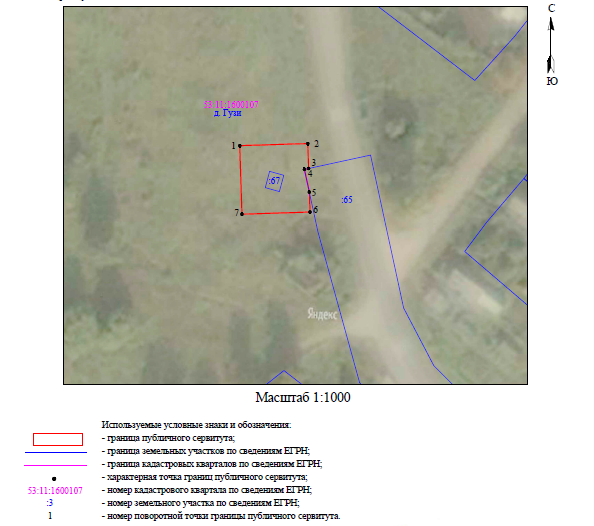 С
Ю
53:11:1600107
д. Гузи
1
2
3
4
:67
5
:65
6
7
Яндекс
Масштаб 1:1000
Используемые условные знаки и обозначения:
- граница публичного сервитута;
- граница земельных участков по сведениям ЕГРН;
- граница кадастровых кварталов по сведениям ЕГРН;
- характерная точка границ публичного сервитута;
53:11:1600107 - номер кадастрового квартала по сведениям ЕГРН;
:3 - номер земельного участка по сведениям ЕГРН;
1 - номер поворотной точки границы публичного сервитута.